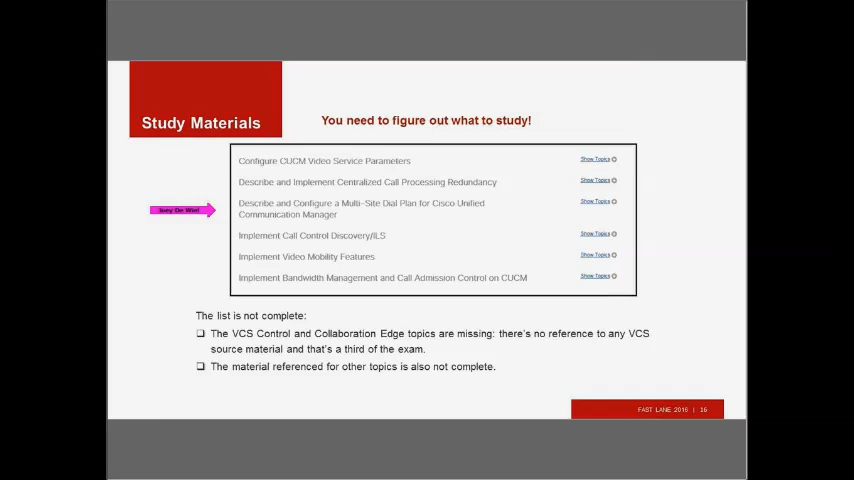 Study Materials
You need to figure out what to study!
Configure CUCM Video Service Parameters
Show Topics
Describe and Implement Centralized Call Processing Redundancy
Show Topics
Describe and Configure a Multi-Site Dial Plan for Cisco Unified
Communication Manager
Show Topics
Joey De Wiel
Implement Call Control Discovery/ILS
Show Topics
Implement Video Mobility Features
Show Topics
Implement Bandwidth Management and Call Admission Control on CUCM
Show Topics
The list is not complete:
The VCS Control and Collaboration Edge topics are missing: there's no reference to any VCS
source material and that's a third of the exam.
The material referenced for other topics is also not complete.
FAST LANE 2016 | 16